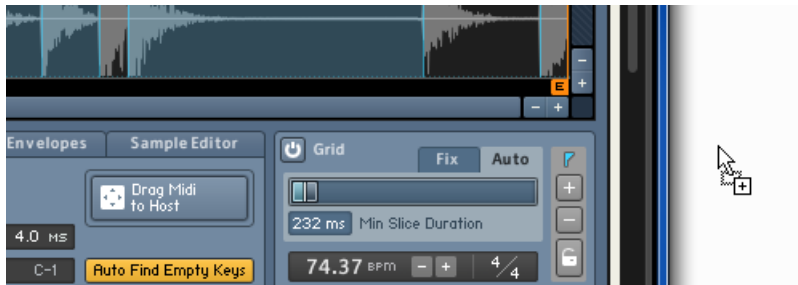 E
Envelopes
Sample Editor
Grid
Fix
Auto
Drag Midi
to Host
232 ms
Min Slice Duration
4.0 ms
C-1
Auto Find Empty Keys
74.37 BPM
4/4